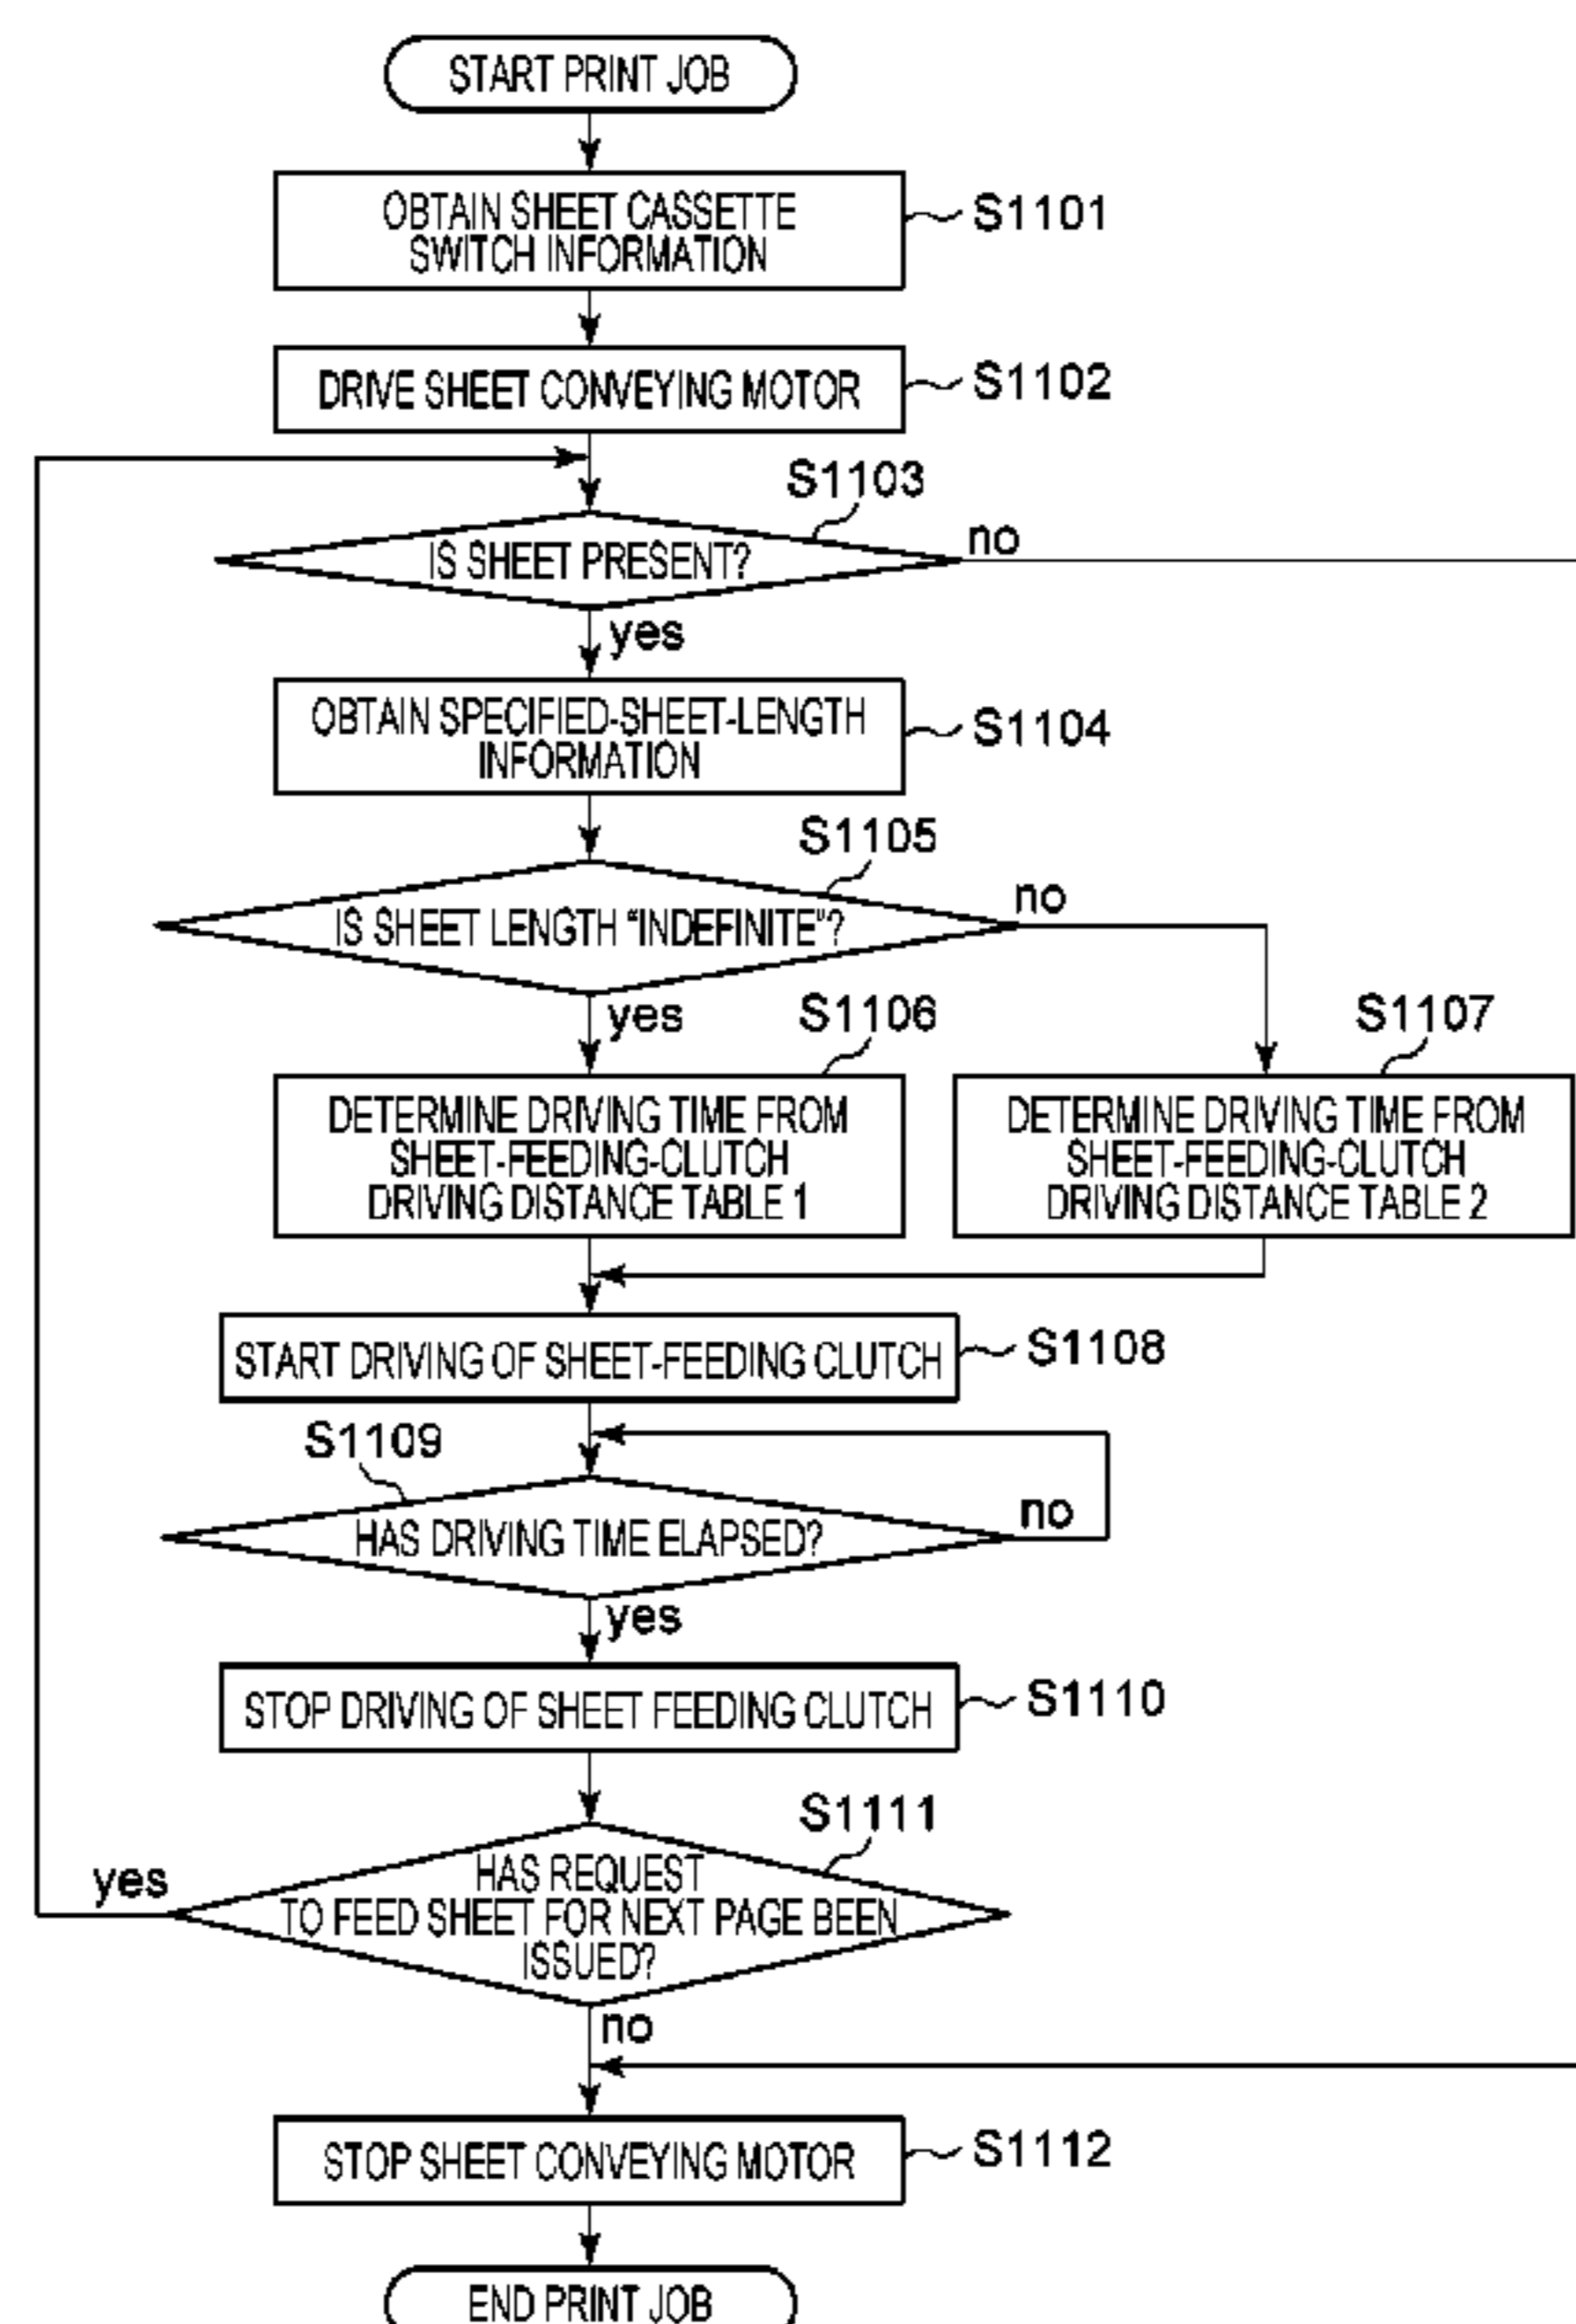 START PRINT JOB
OBTAIN SHEET CASSETTE
SWITCH INFORMATION
S1101
DRIVE SHEET CONVEYING MOTOR
S1102
S1103
IS SHEET PRESENT?
no
yes
OBTAIN SPECIFIED-SHEET-LENGTH
INFORMATION
S1104
S1105
IS SHEET LENGTH “INDEFINITE”?
no
yes
S1106
S1107
DETERMINE DRIVING TIME FROM
SHEET-FEEDING-CLUTCH
DRIVING DISTANCE TABLE 1
DETERMINE DRIVING TIME FROM
SHEET-FEEDING-CLUTCH
DRIVING DISTANCE TABLE 2
START DRIVING OF SHEET-FEEDING CLUTCH
S1108
S1109
HAS DRIVING TIME ELAPSED?
no
yes
STOP DRIVING OF SHEET FEEDING CLUTCH
S1110
S1111
HAS REQUEST
TO FEED SHEET FOR NEXT PAGE BEEN
ISSUED?
yes
no
STOP SHEET CONVEYING MOTOR
S1112
END PRINT JOB